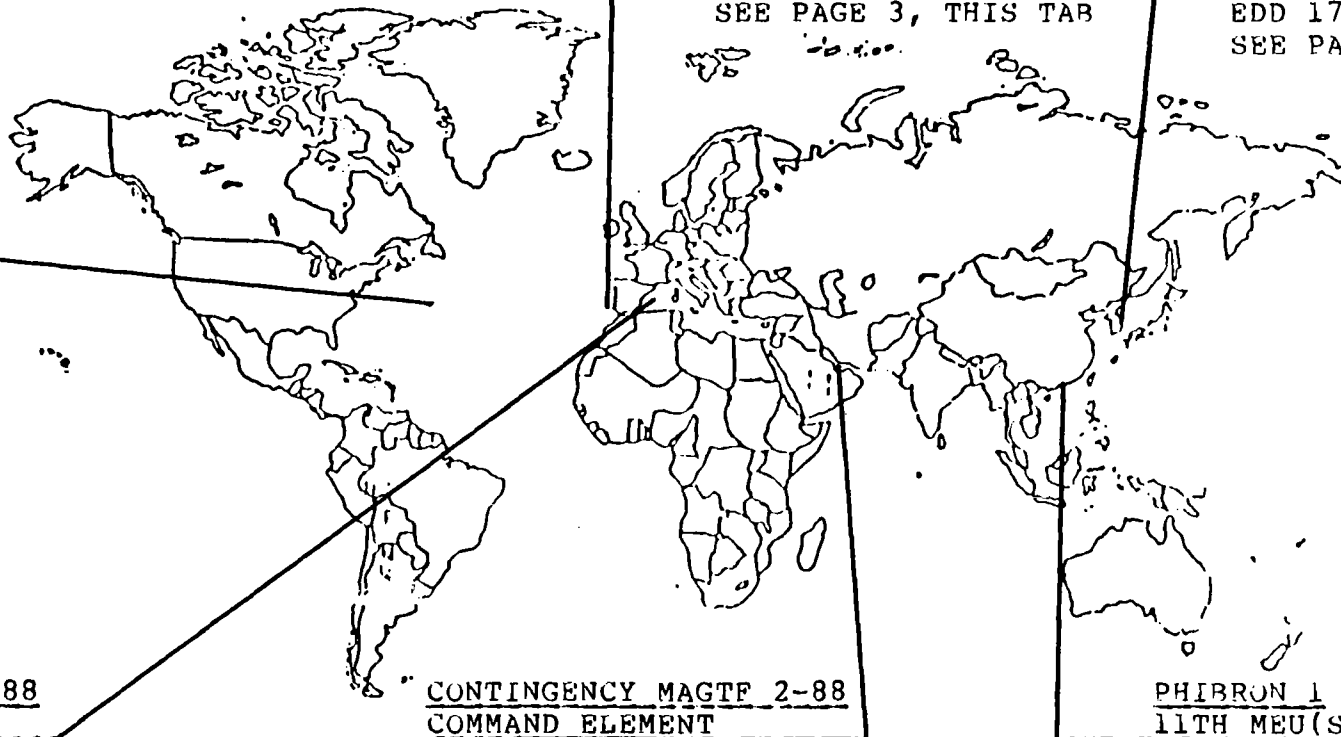 SEE PAGE 3, THIS TAB
EDD 17
SEE PA
88
CONTINGENCY MAGTF 2-88
COMMAND ELEMENT
PHIBRON 1
11TH MEU(S